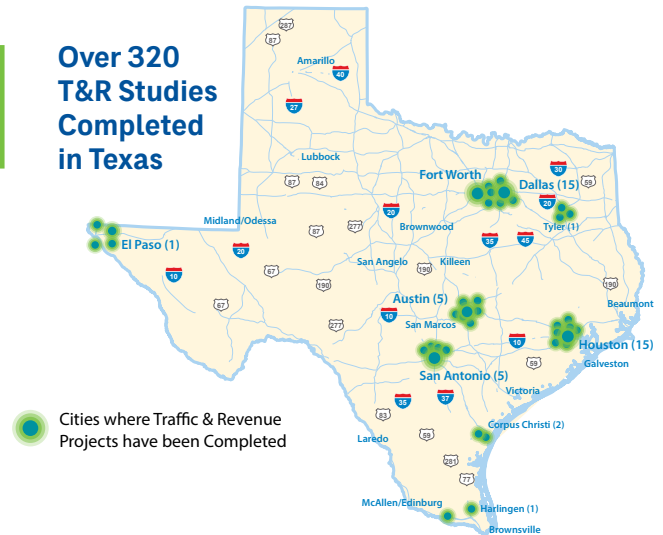 Over 320
T&R Studies
Completed
in Texas
287
87
Amarillo
40
27
Lubbock
87
84
Fort Worth
Dallas (15)
30
59
20
20
Tyler (1)
Midland/Odessa
87
277
Brownwood
35
45
El Paso (1)
20
10
67
San Angelo
190
Killeen
190
190
67
Austin (5)
Beaumont
10
277
San Marcos
10
Houston (15)
59
Galveston
San Antonio (5)
Victoria
35
37
83
Cities where Traffic & Revenue
Projects have been Completed
Corpus Christi (2)
Laredo
59
281
77
McAllen/Edinburg
Harlingen (1)
Brownsville